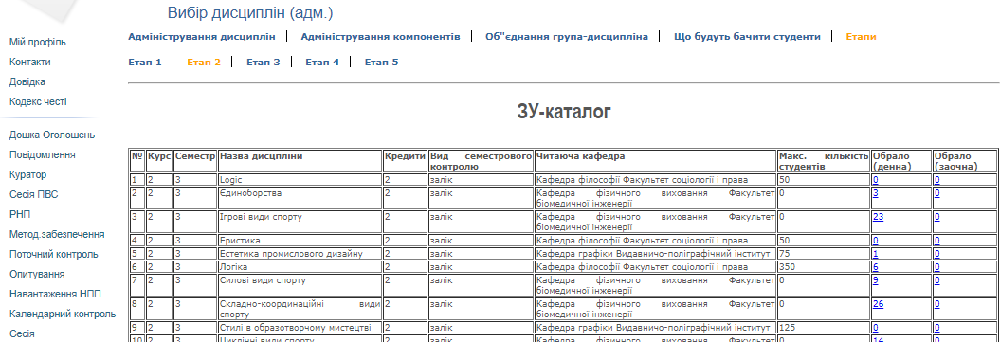 Вибір дисциплін (адм.)
Адміністрування дисциплін | Адміністрування компонентів | Об"єднання група-дисципліна | Що будуть бачити студенти | Етапи
Етап 1 | Етап 2 | Етап 3 | Етап 4 | Етап 5
Мій профіль
Контакти
Довідка
Кодекс честі
Дошка Оголошень
Повідомлення
Куратор
Сесія ПВС
РНП
Метод.забезпечення
Поточний контроль
Опитування
Навантаження НПП
Календарний контроль
Сесія
ЗУ-каталог
№ Курс Семестр Назва дисципліни Кредити Вид семестрового контролю Читаюча кафедра Макс. кількість студентів Обрало (денна) Обрало (заочна)
1 2 3 Logic 2 залік Кафедра філософії Факультет соціології і права 50 0 0
2 2 3 Єдиноборства 2 залік Кафедра фізичного виховання Факультет біомедичної інженерії 0 3 0
3 2 3 Ігрові види спорту 2 залік Кафедра фізичного виховання Факультет біомедичної інженерії 0 23 0
4 2 3 Еристика 2 залік Кафедра філософії Факультет соціології і права 50 0 0
5 2 3 Естетика промислового дизайну 2 залік Кафедра графіки Видавничо-поліграфічний інститут 75 1 0
6 2 3 Логіка 2 залік Кафедра філософії Факультет соціології і права 350 6 0
7 2 3 Силові види спорту 2 залік Кафедра фізичного виховання Факультет біомедичної інженерії 0 9 0
8 2 3 Складно-координаційні види спорту 2 залік Кафедра фізичного виховання Факультет біомедичної інженерії 0 26 0
9 2 3 Стилі в образотворчому мистецтві 2 залік Кафедра графіки Видавничо-поліграфічний інститут 125 0 0
10 2 3 Циклічні види спорту 2 залік Кафедра фізичного виховання Факультет 0 14 0